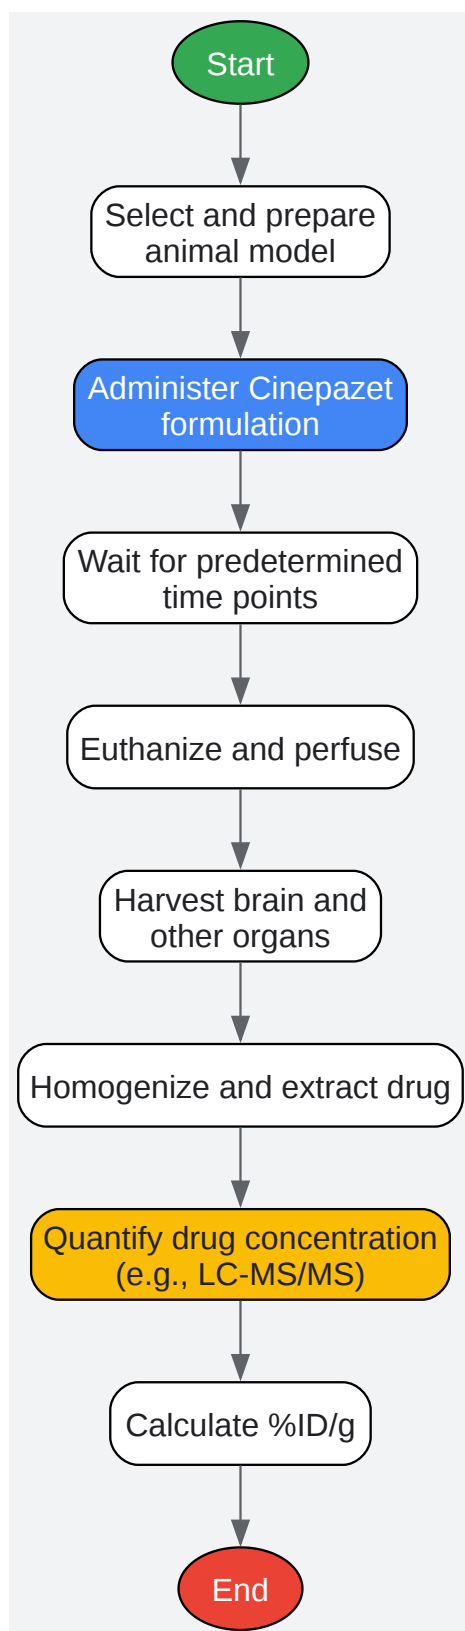 Start
Select and prepare
animal model
Administer Cinepazet
formulation
Wait for predetermined
time points
Euthanize and perfuse
Harvest brain and
other organs
Homogenize and extract drug
Quantify drug concentration
(e.g., LC-MS/MS)
Calculate %ID/g
End